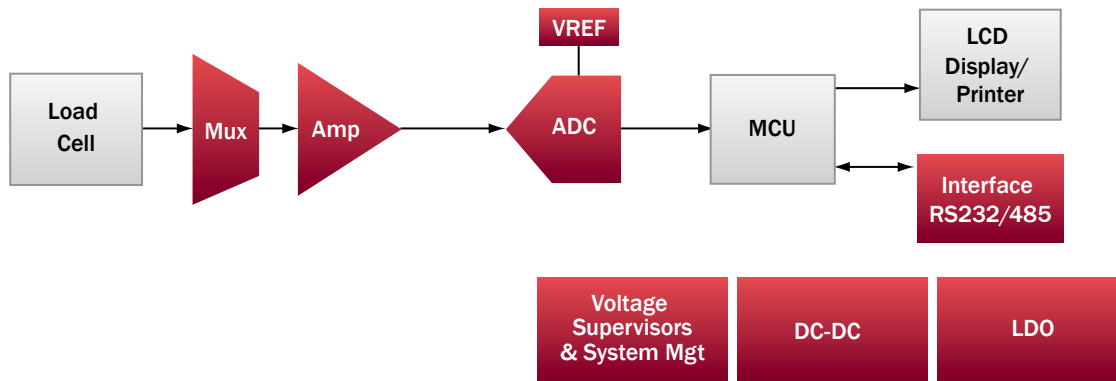 VREF
Load
Cell
Mux
Amp
ADC
MCU
LCD
Display/
Printer
Interface
RS232/485
Voltage
Supervisors
& System Mgt
DC-DC
LDO